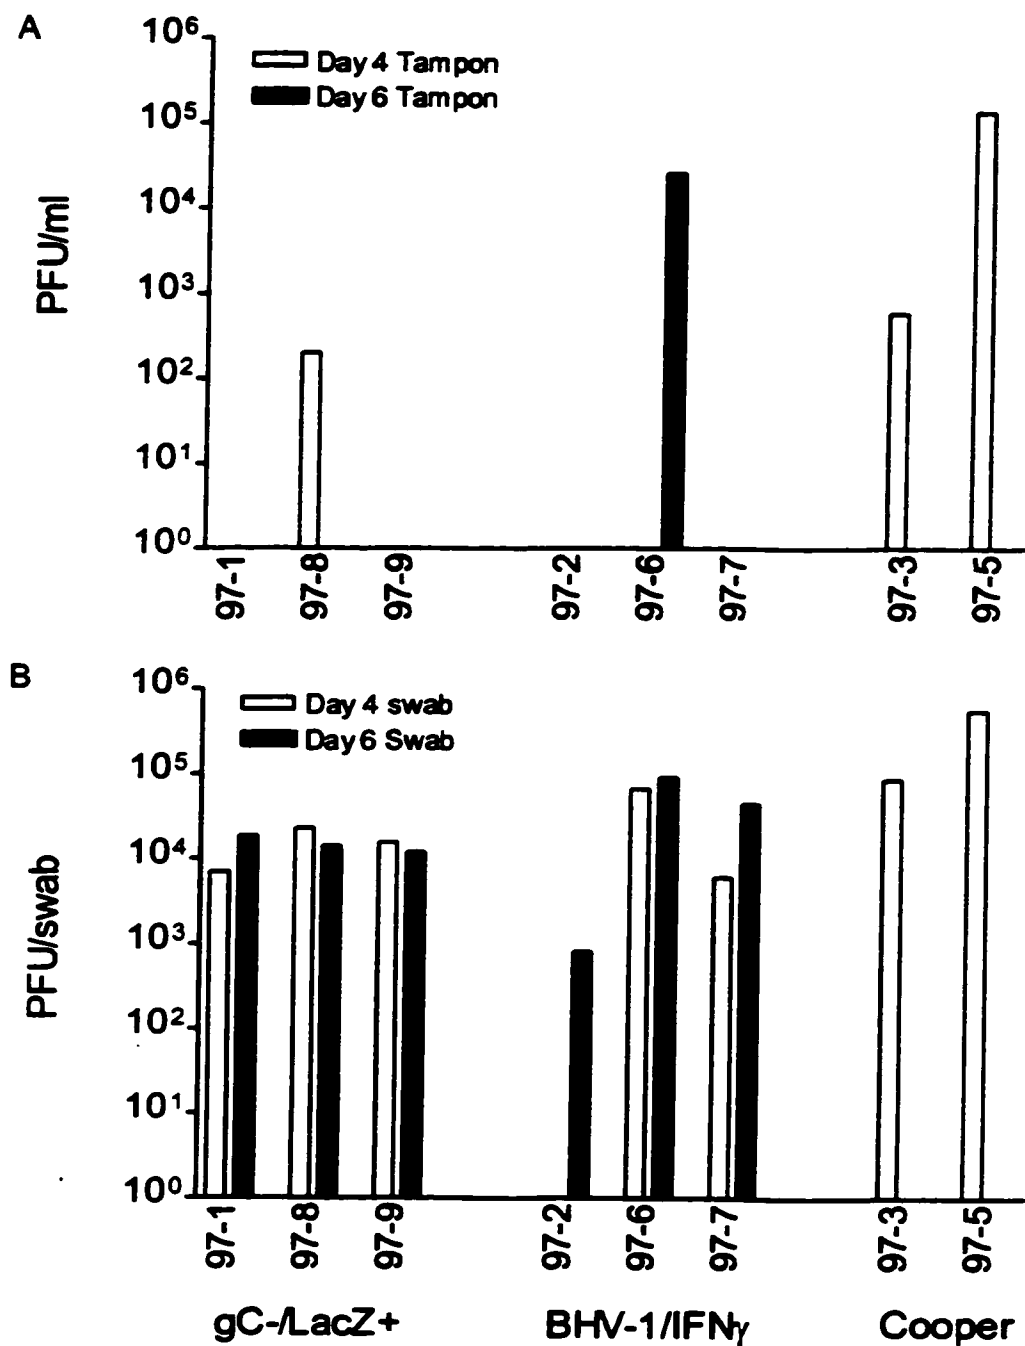 A
10⁶
Day 4 Tampon
Day 6 Tampon
10⁵
10⁴
PFU/ml
10³
10²
10¹
10⁰
97-1 97-8 97-9 97-2 97-6 97-7 97-3 97-5
B
10⁶
Day 4 swab
Day 6 Swab
10⁵
10⁴
PFU/swab
10³
10²
10¹
10⁰
97-1 97-8 97-9 97-2 97-6 97-7 97-3 97-5
gC-/LacZ+ BHV-1/IFNγ Cooper